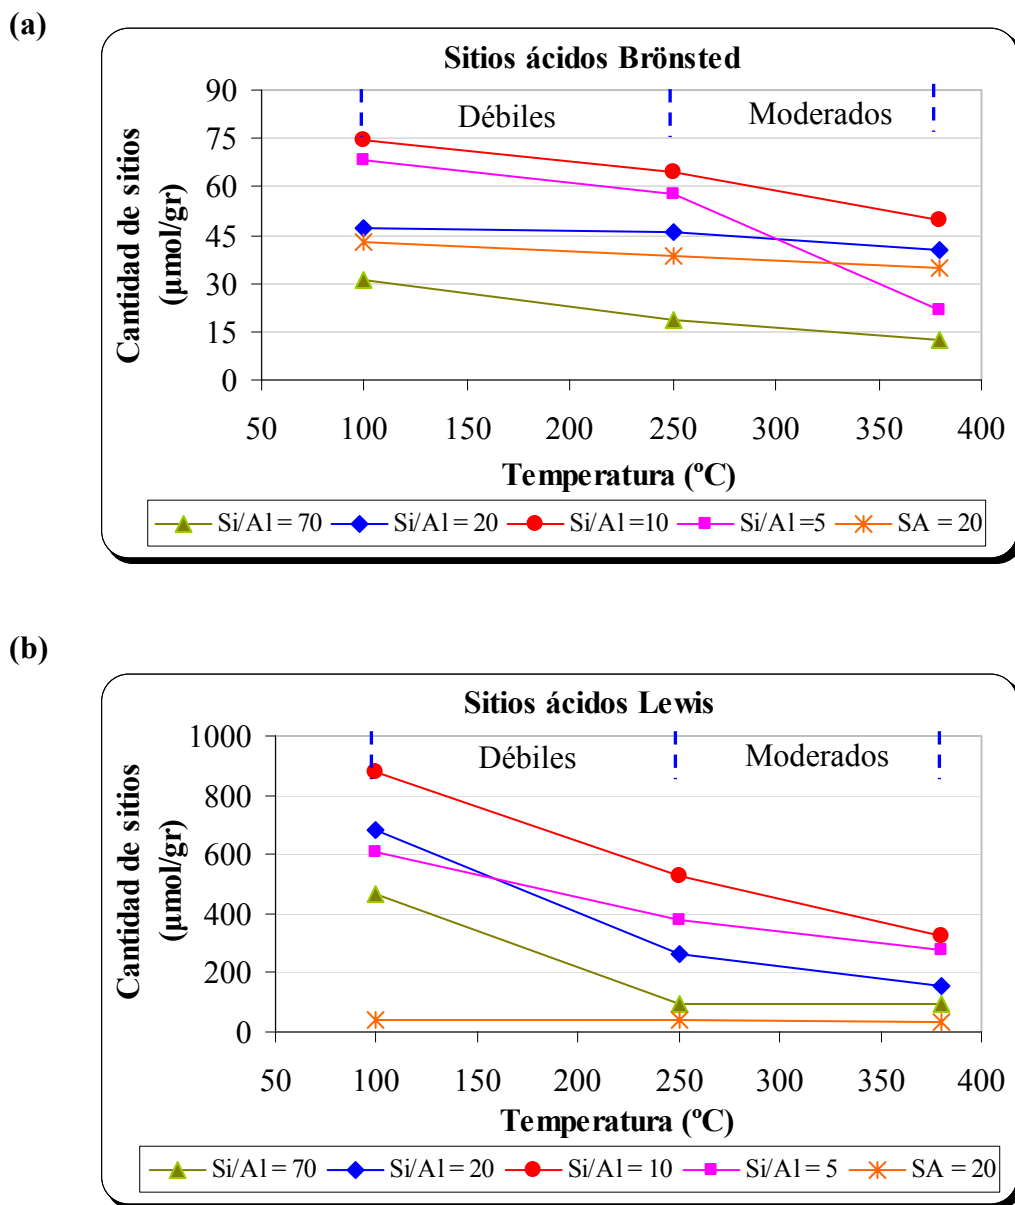 (a)
Sitios ácidos Brönsted
Cantidad de sitios
(µmol/gr)
90
75
60
45
30
15
0
Débiles
Moderados
50 100 150 200 250 300 350 400
Temperatura (ºC)
Si/Al = 70 Si/Al = 20 Si/Al =10 Si/Al =5 SA = 20
(b)
Sitios ácidos Lewis
Cantidad de sitios
(µmol/gr)
1000
800
600
400
200
0
Débiles
Moderados
50 100 150 200 250 300 350 400
Temperatura (ºC)
Si/Al = 70 Si/Al = 20 Si/Al = 10 Si/Al = 5 SA = 20